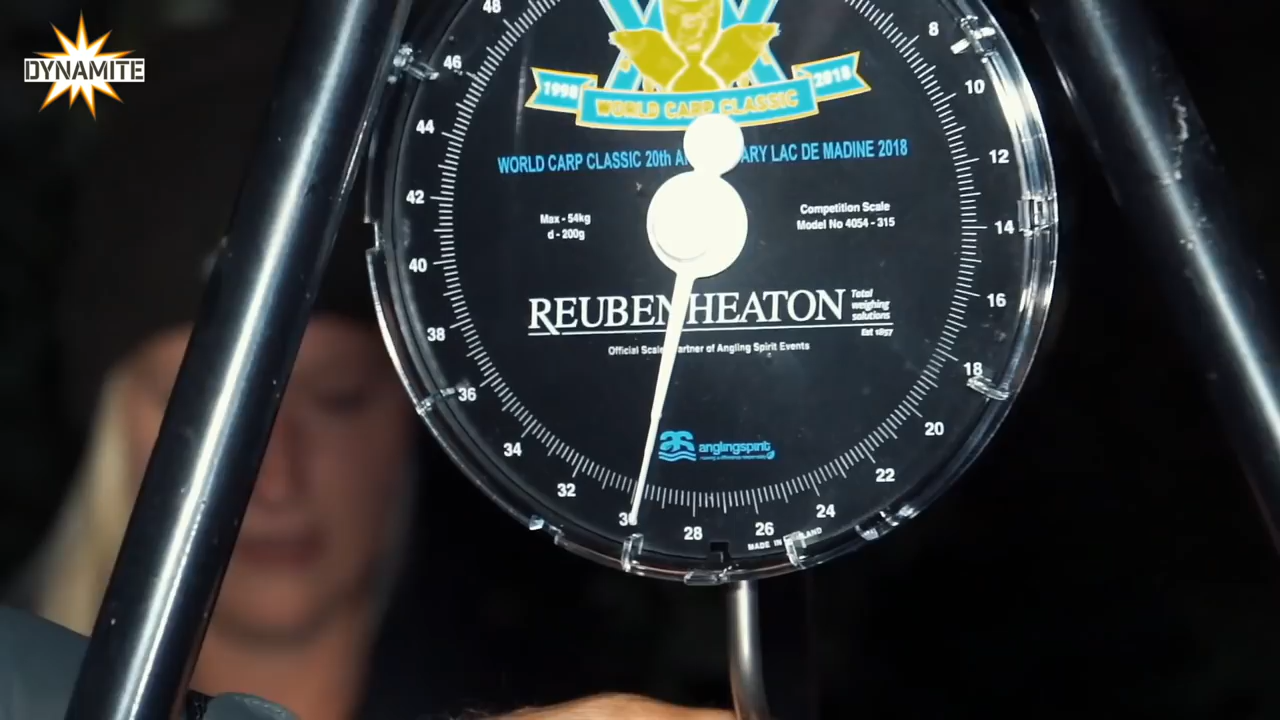 DYNAMITE
48
8
46
10
1998
2018
WORLD CARP CLASSIC
44
WORLD CARP CLASSIC 20th A ARY LAC DE MADINE 2018
12
42
Max - 54kg
d - 200g
Competition Scale
Model No 4054 - 315
14
40
REUBEN HEATON
Total
weighing
solutions
Est 1857
16
38
Official Scale Partner of Angling Spirit Events
18
36
20
34
anglingspirit
22
32
24
26
28
MADE IN